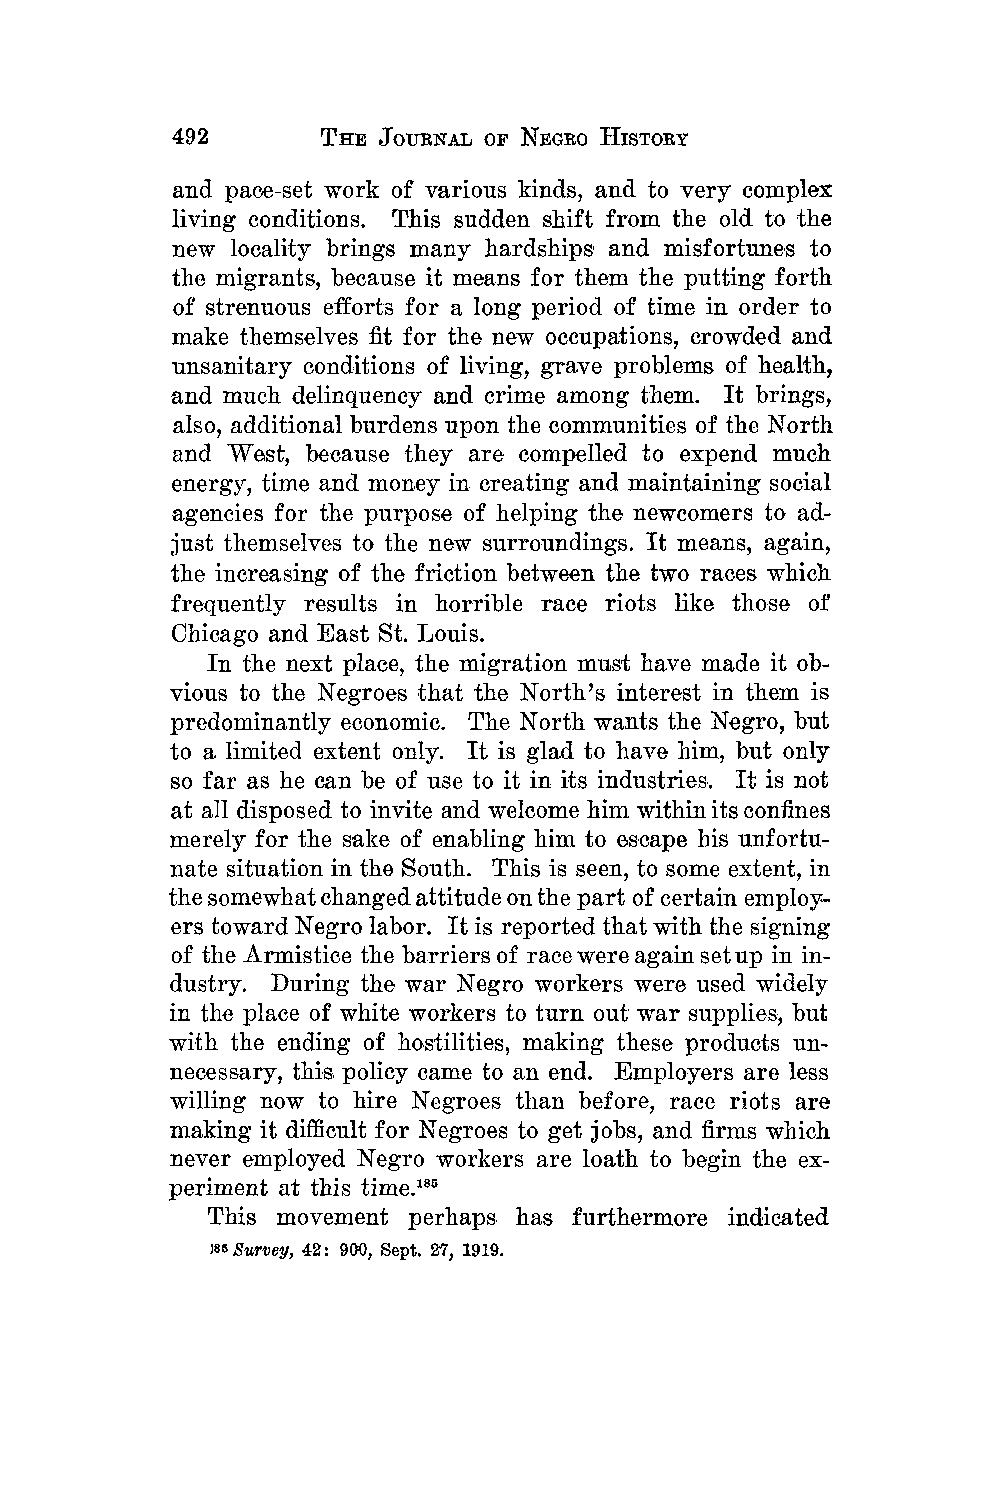 492 THE JOURNAL OF NEGRO HISTORY
and pace-set work of various kinds, and to very complex
living conditions. This sudden shift from the old to the
new locality brings many hardships and misfortunes to
the migrants, because it means for them the putting forth
of strenuous efforts for a long period of time in order to
make themselves fit for the new occupations, crowded and
unsanitary conditions of living, grave problems of health,
and much delinquency and crime among them. It brings,
also, additional burdens upon the communities of the North
and West, because they are compelled to expend much
energy, time and money in creating and maintaining social
agencies for the purpose of helping the newcomers to ad-
just themselves to the new surroundings. It means, again,
the increasing of the friction between the two races which
frequently results in horrible race riots like those of
Chicago and East St. Louis.
In the next place, the migration must have made it ob-
vious to the Negroes that the North's interest in them is
predominantly economic. The North wants the Negro, but
to a limited extent only. It is glad to have him, but only
so far as he can be of use to it in its industries. It is not
at all disposed to invite and welcome him within its confines
merely for the sake of enabling him to escape his unfortu-
nate situation in the South. This is seen, to some extent, in
the somewhat changed attitude on the part of certain employ-
ers toward Negro labor. It is reported that with the signing
of the Armistice the barriers of race were again set up in in-
dustry. During the war Negro workers were used widely
in the place of white workers to turn out war supplies, but
with the ending of hostilities, making these products un-
necessary, this policy came to an end. Employers are less
willing now to hire Negroes than before, race riots are
making it difficult for Negroes to get jobs, and firms which
never employed Negro workers are loath to begin the ex-
periment at this time.¹⁸⁵
This movement perhaps has furthermore indicated
¹⁸⁵ Survey, 42: 900, Sept. 27, 1919.